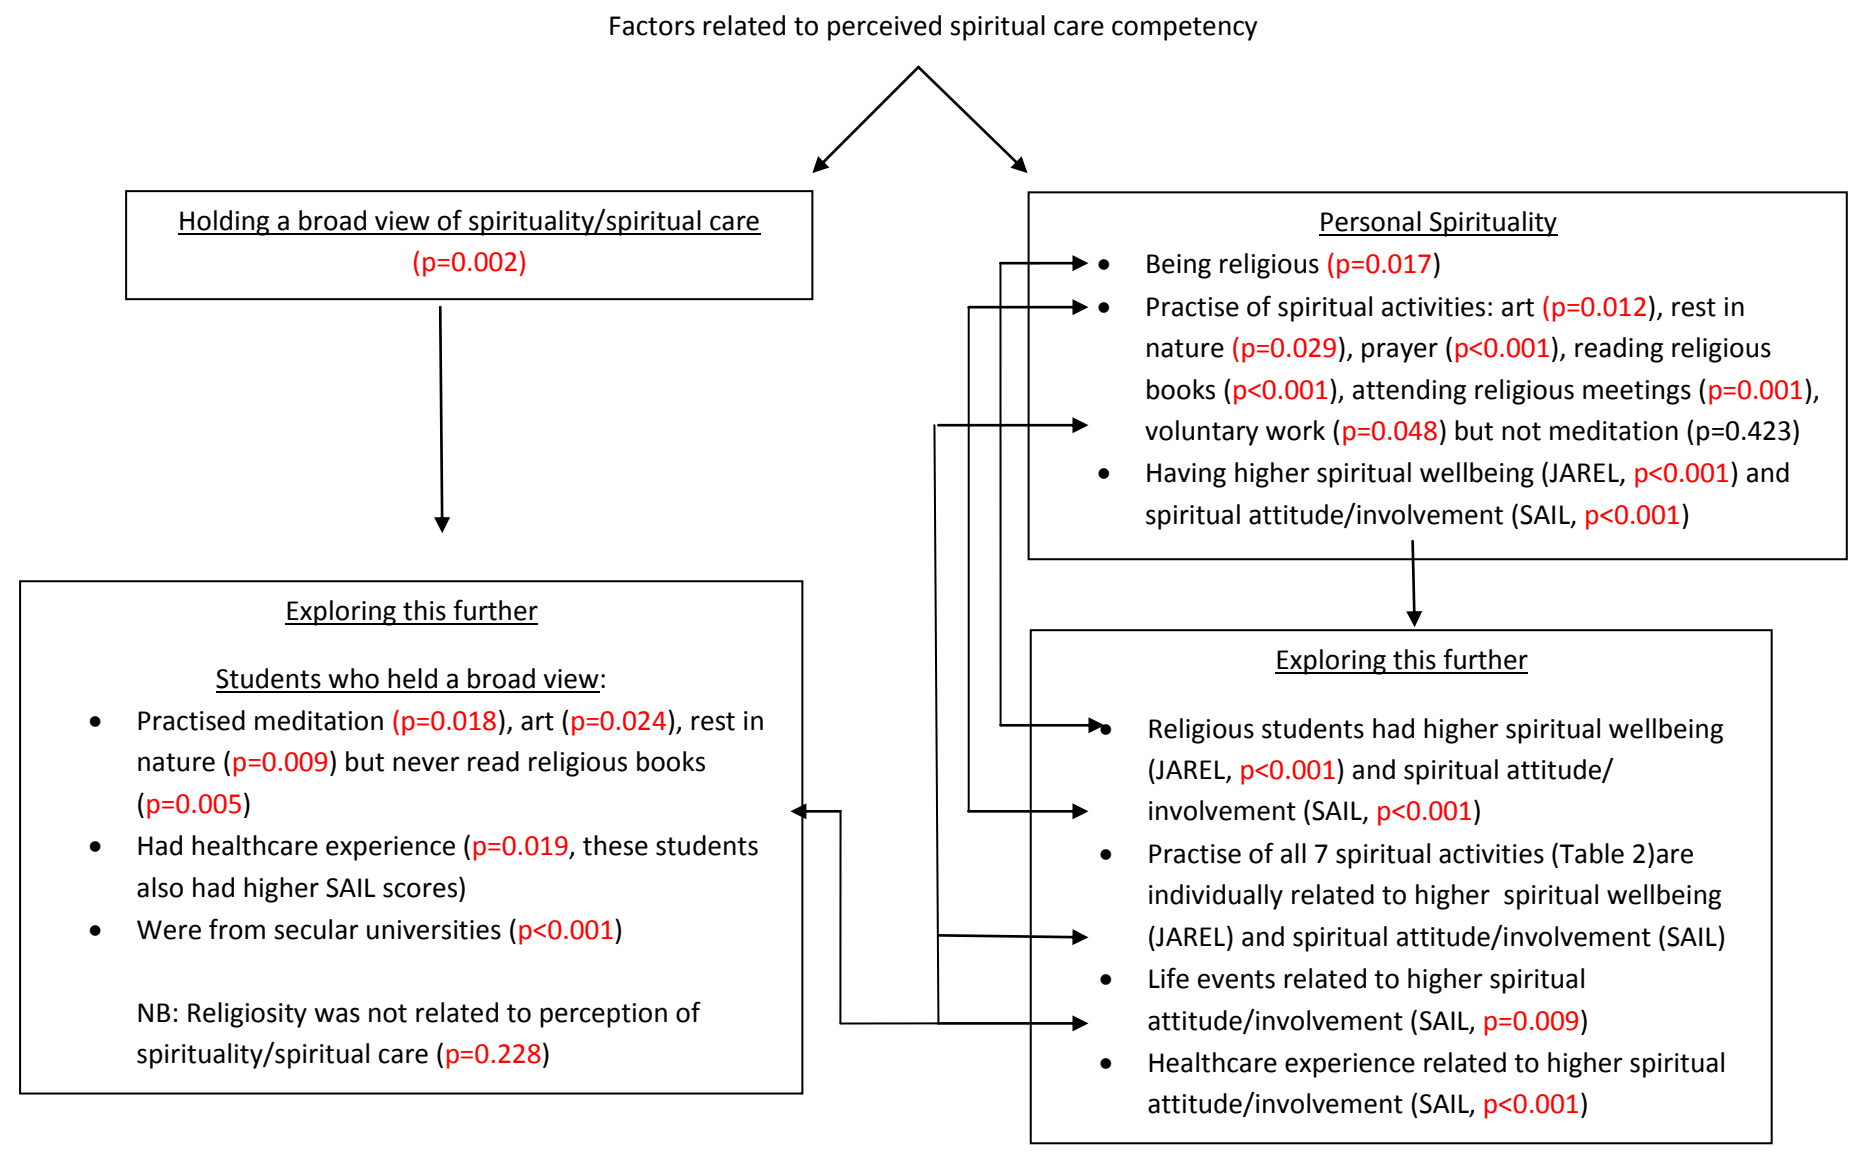 Factors related to perceived spiritual care competency
Holding a broad view of spirituality/spiritual care
(p=0.002)
Personal Spirituality
• Being religious (p=0.017)
• Practise of spiritual activities: art (p=0.012), rest in
nature (p=0.029), prayer (p<0.001), reading religious
books (p<0.001), attending religious meetings (p=0.001),
voluntary work (p=0.048) but not meditation (p=0.423)
• Having higher spiritual wellbeing (JAREL, p<0.001) and
spiritual attitude/involvement (SAIL, p<0.001)
Exploring this further
Students who held a broad view:
• Practised meditation (p=0.018), art (p=0.024), rest in
nature (p=0.009) but never read religious books
(p=0.005)
• Had healthcare experience (p=0.019, these students
also had higher SAIL scores)
• Were from secular universities (p<0.001)
NB: Religiosity was not related to perception of
spirituality/spiritual care (p=0.228)
Exploring this further
• Religious students had higher spiritual wellbeing
(JAREL, p<0.001) and spiritual attitude/
involvement (SAIL, p<0.001)
• Practise of all 7 spiritual activities (Table 2)are
individually related to higher  spiritual wellbeing
(JAREL) and spiritual attitude/involvement (SAIL)
• Life events related to higher spiritual
attitude/involvement (SAIL, p=0.009)
• Healthcare experience related to higher spiritual
attitude/involvement (SAIL, p<0.001)